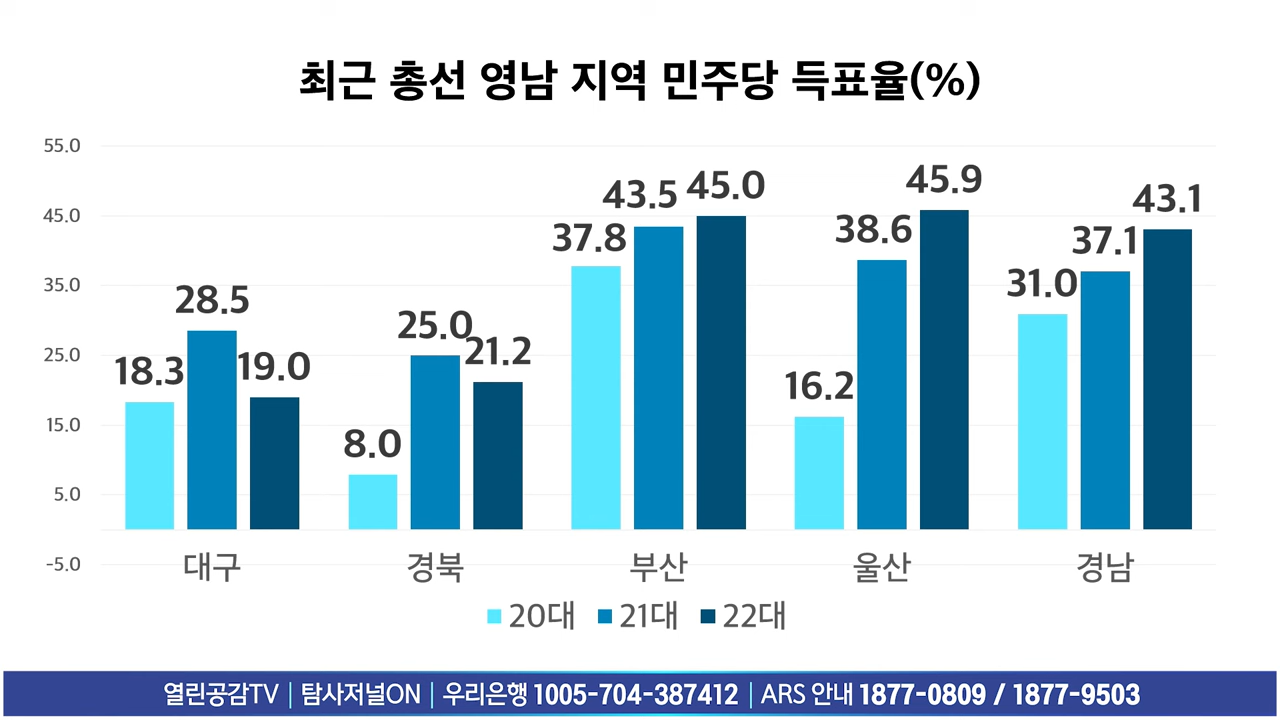 최근 총선 영남 지역 민주당 득표율(%)
55.0
45.0
35.0
25.0
15.0
5.0
-5.0
18.3
28.5
19.0
8.0
25.0
21.2
37.8
43.5
45.0
16.2
38.6
45.9
31.0
37.1
43.1
대구
경북
부산
울산
경남
20대 21대 22대
열린공감TV | 탐사저널ON | 우리은행 1005-704-387412 | ARS 안내 1877-0809 / 1877-9503